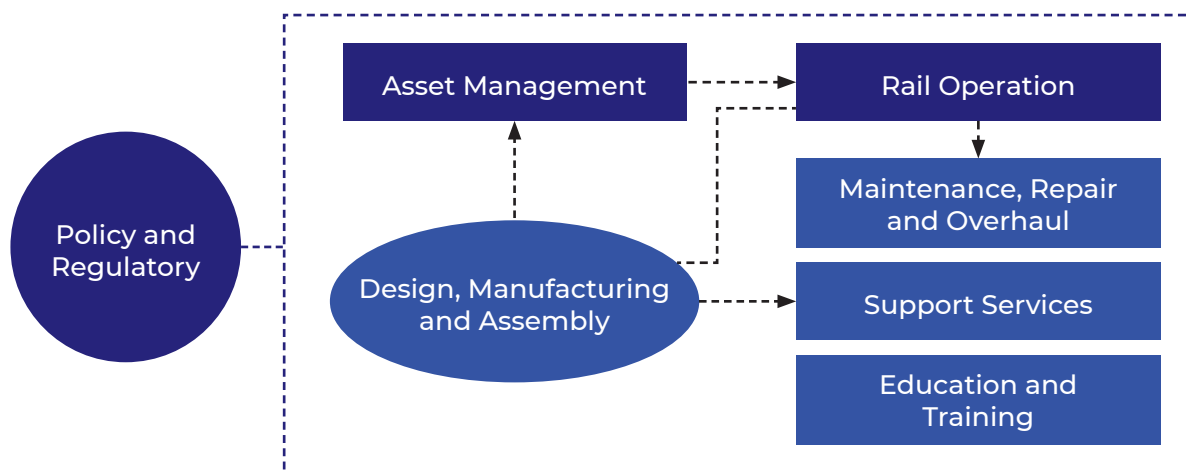 Policy and
Regulatory
Asset Management
Rail Operation
Design, Manufacturing
and Assembly
Maintenance, Repair
and Overhaul
Support Services
Education and
Training